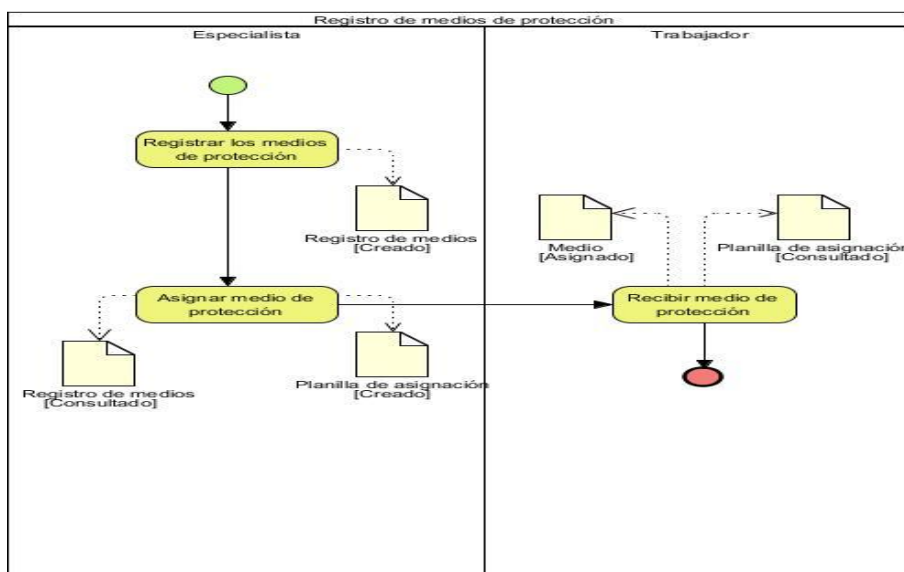 Registro de medios de protección
Especialista
Trabajador
Registrar los medios
de protección
Registro de medios
[Creado]
Medio
[Asignado]
Planilla de asignación
[Consultado]
Asignar medio de
protección
Recibir medio de
protección
Registro de medios
[Consultado]
Planilla de asignación
[Creado]